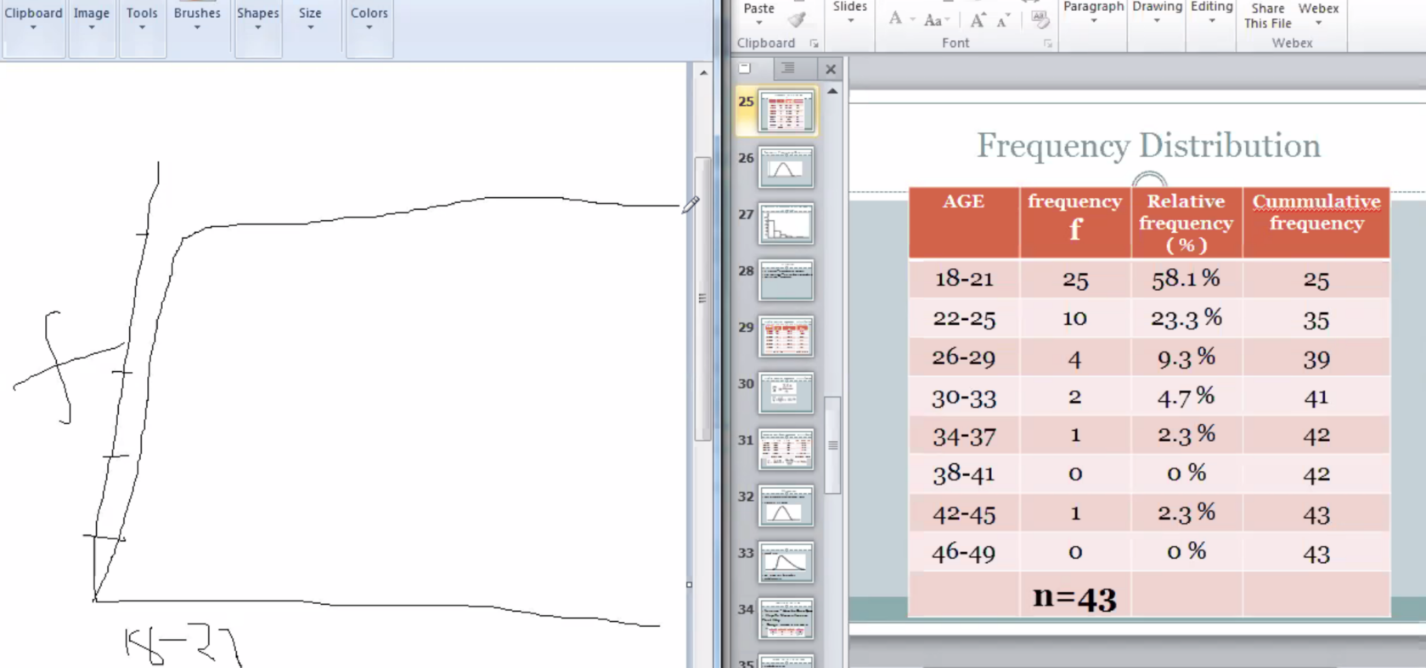 Clipboard Image Tools Brushes Shapes Size Colors
f
18-21
Paste Slides Paragraph Drawing Editing Share This File Webex
A Aa A A
Clipboard Font Webex
25
26
27
28
29
30
31
32
33
34
35
Frequency Distribution
AGE frequency f Relative frequency (%) Cummulative frequency
18-21 25 58.1% 25
22-25 10 23.3% 35
26-29 4 9.3% 39
30-33 2 4.7% 41
34-37 1 2.3% 42
38-41 0 0% 42
42-45 1 2.3% 43
46-49 0 0% 43
n=43